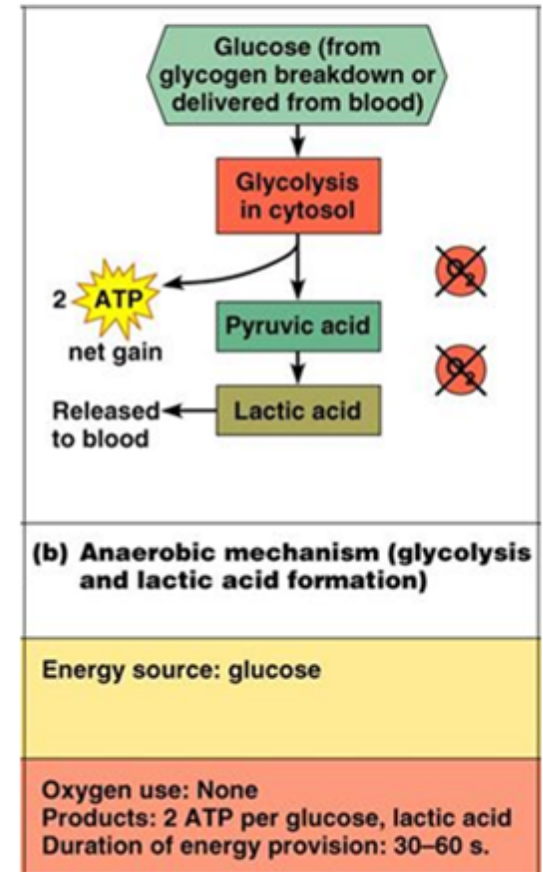 Glucose (from
glycogen breakdown or
delivered from blood)
Glycolysis
in cytosol
O2
2 ATP
net gain
Pyruvic acid
O2
Released
to blood
Lactic acid
(b) Anaerobic mechanism (glycolysis
and lactic acid formation)
Energy source: glucose
Oxygen use: None
Products: 2 ATP per glucose, lactic acid
Duration of energy provision: 30–60 s.